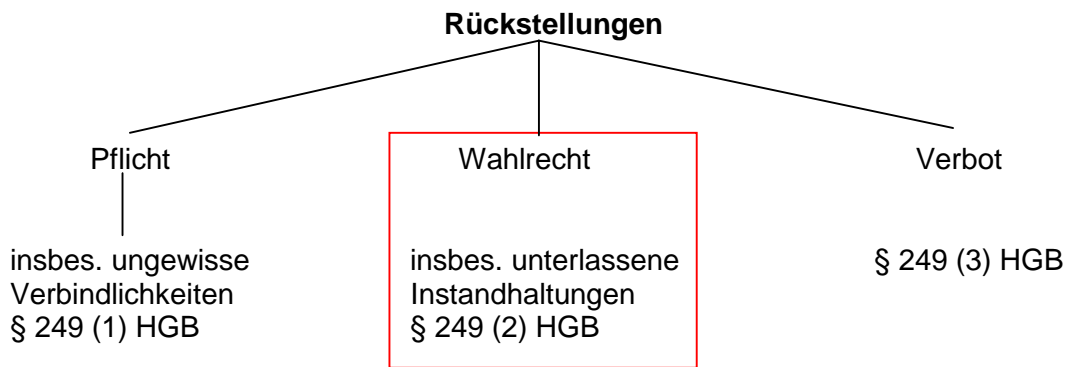 Rückstellungen
Pflicht
Wahlrecht
Verbot
insbes. ungewisse
Verbindlichkeiten
§ 249 (1) HGB
insbes. unterlassene
Instandhaltungen
§ 249 (2) HGB
§ 249 (3) HGB